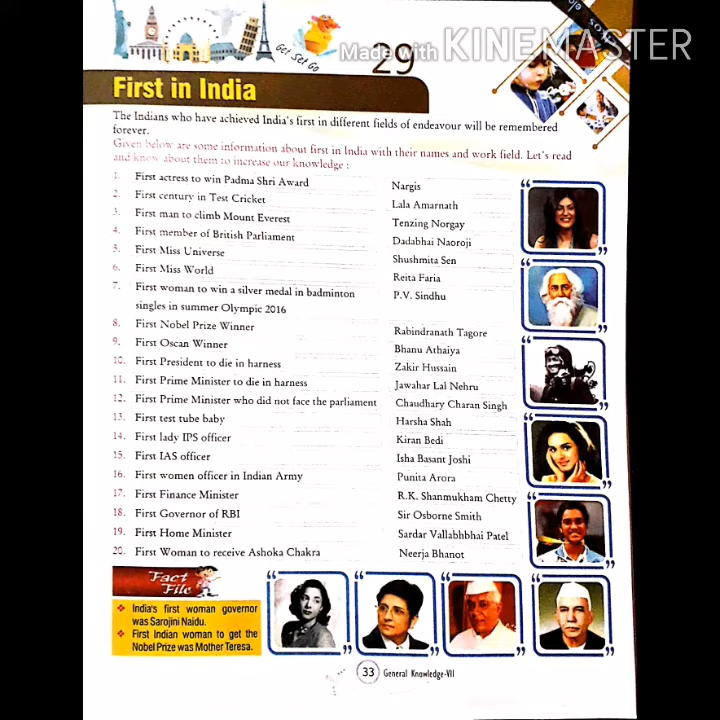 Get Set Go
Made with KINEMASTER
29
First in India
The Indians who have achieved India's first in different fields of endeavour will be remembered
forever.
Given below are some information about first in India with their names and work field. Let's read
and know about them to increase our knowledge :
1. First actress to win Padma Shri Award Nargis
2. First century in Test Cricket Lala Amarnath
3. First man to climb Mount Everest Tenzing Norgay
4. First member of British Parliament Dadabhai Naoroji
5. First Miss Universe Shushmita Sen
6. First Miss World Reita Faria
7. First woman to win a silver medal in badminton P.V. Sindhu
singles in summer Olympic 2016
8. First Nobel Prize Winner Rabindranath Tagore
9. First Oscan Winner Bhanu Athaiya
10. First President to die in harness Zakir Hussain
11. First Prime Minister to die in harness Jawahar Lal Nehru
12. First Prime Minister who did not face the parliament Chaudhary Charan Singh
13. First test tube baby Harsha Shah
14. First lady IPS officer Kiran Bedi
15. First IAS officer Isha Basant Joshi
16. First women officer in Indian Army Punita Arora
17. First Finance Minister R.K. Shanmukham Chetty
18. First Governor of RBI Sir Osborne Smith
19. First Home Minister Sardar Vallabhbhai Patel
20. First Woman to receive Ashoka Chakra Neerja Bhanot
Fact
File
❖ India's first woman governor
was Sarojini Naidu.
❖ First Indian woman to get the
Nobel Prize was Mother Teresa.
33 General Knowledge-VII